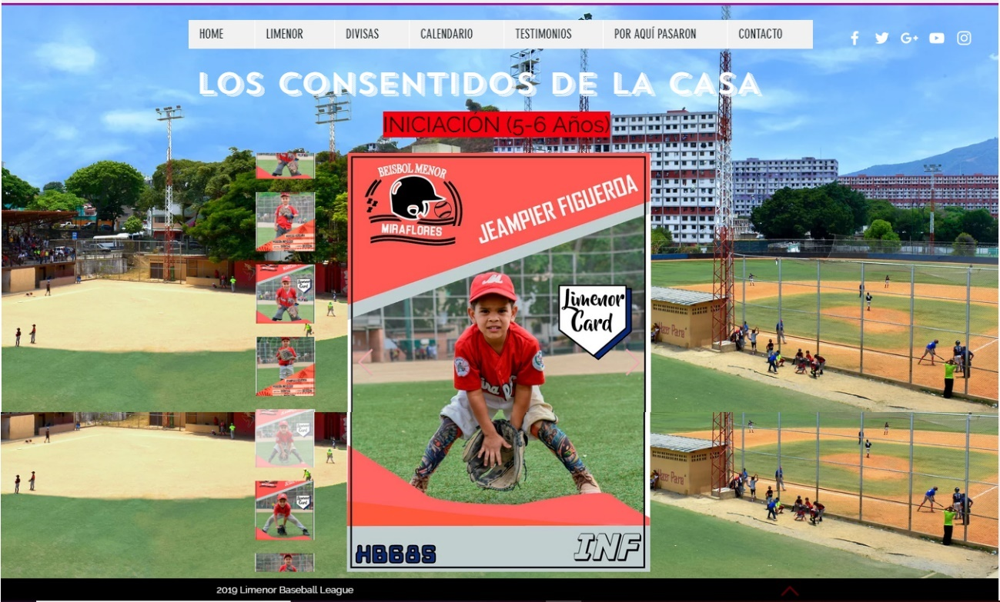 HOME LIMENOR DIVISAS CALENDARIO TESTIMONIOS POR AQUÍ PASARON CONTACTO
LOS CONSENTIDOS DE LA CASA
INICIACION (5-6 Años)
BEISBOL MENOR
MIRAFLORES
JEAMPIER FIGUEROA
Limenor
Card
HB68S
INF
2019 Limenor Baseball League